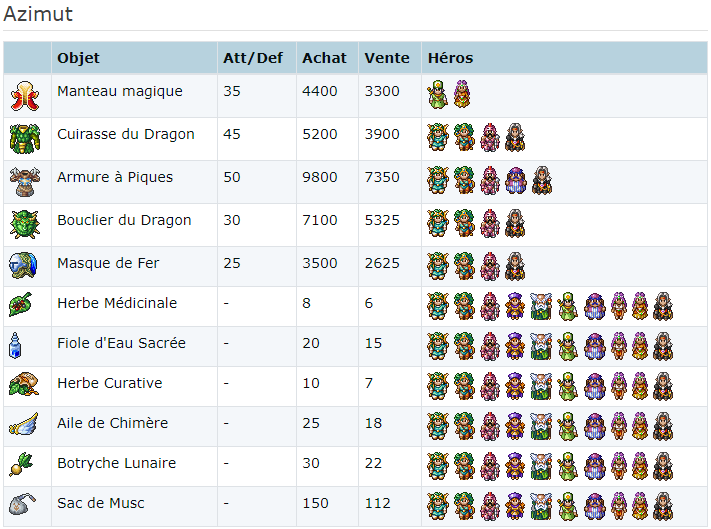 Azimut
Objet Att/Def Achat Vente Héros
Manteau magique 35 4400 3300
Cuirasse du Dragon 45 5200 3900
Armure à Piques 50 9800 7350
Bouclier du Dragon 30 7100 5325
Masque de Fer 25 3500 2625
Herbe Médicinale - 8 6
Fiole d'Eau Sacrée - 20 15
Herbe Curative - 10 7
Aile de Chimère - 25 18
Botryche Lunaire - 30 22
Sac de Musc - 150 112